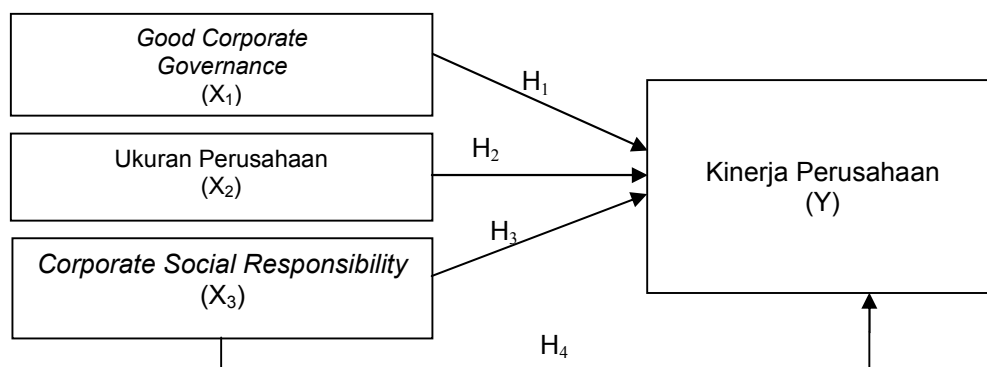 Good Corporate
Governance
(X₁)
H₁
Ukuran Perusahaan
(X₂)
H₂
Kinerja Perusahaan
(Y)
Corporate Social Responsibility
(X₃)
H₃
H₄